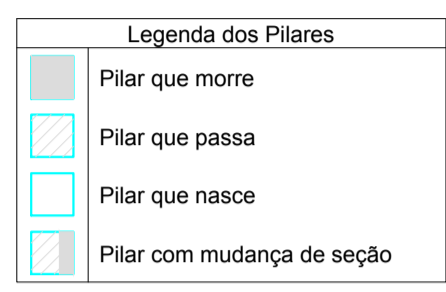 Legenda dos Pilares
Pilar que morre
Pilar que passa
Pilar que nasce
Pilar com mudança de seção